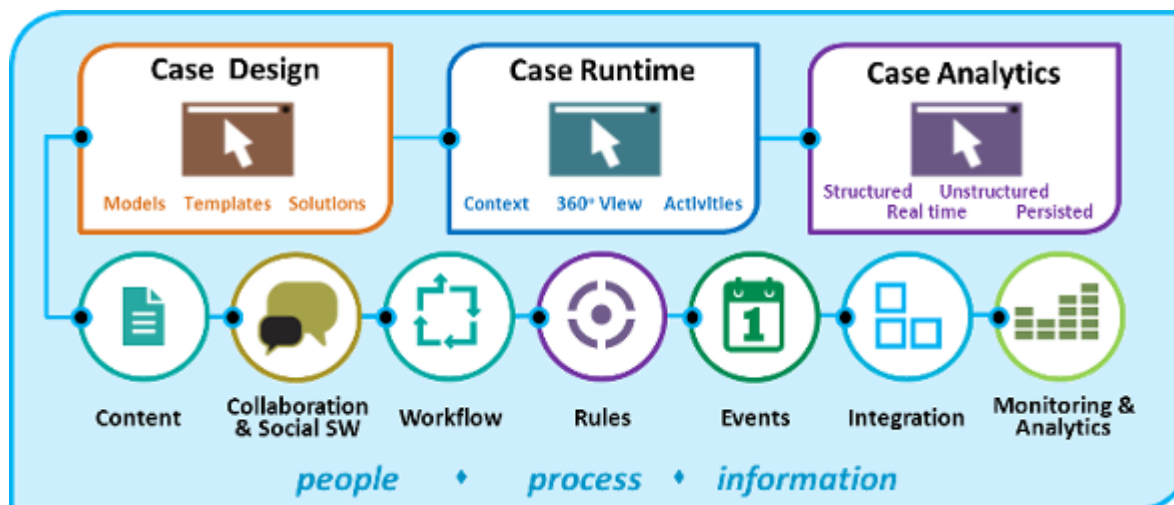 Case Design
Case Runtime
Case Analytics
Models Templates Solutions
Context 360° View Activities
Structured Unstructured
Real time Persisted
1
Content
Collaboration
& Social SW
Workflow
Rules
Events
Integration
Monitoring &
Analytics
people ⬩ process ⬩ information